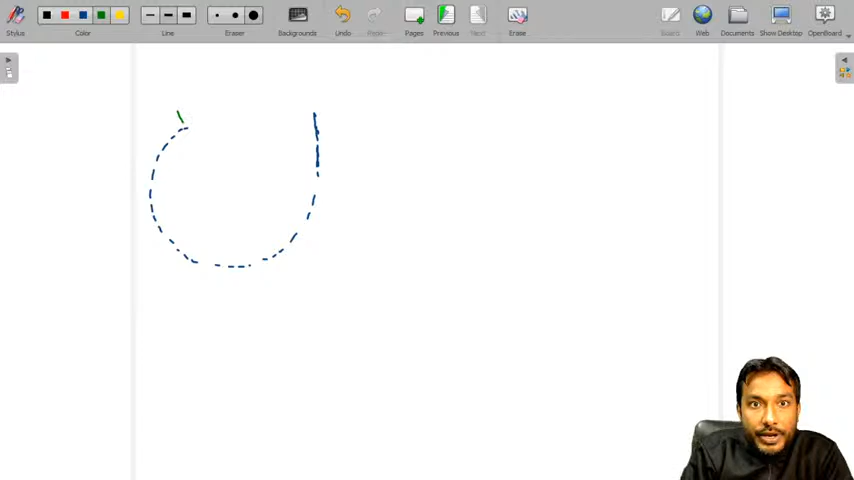 Stylus Color Line Eraser Backgrounds Undo Redo Pages Previous Next Erase Board Web Documents Show Desktop OpenBoard